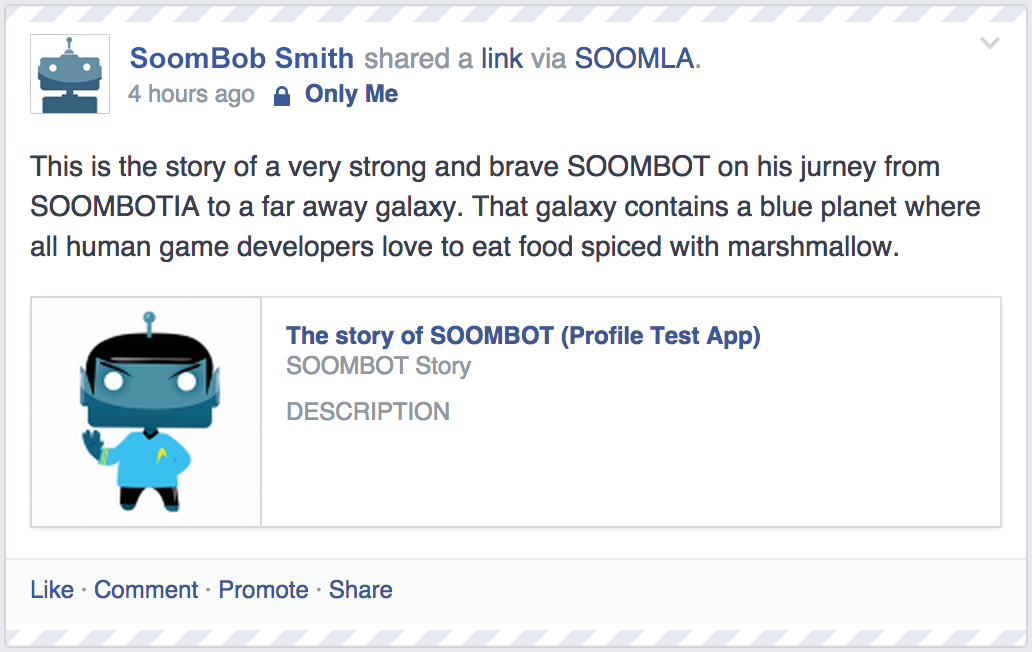 SoomBob Smith shared a link via SOOMLA.
4 hours ago Only Me
This is the story of a very strong and brave SOOMBOT on his jurney from
SOOMBOTIA to a far away galaxy. That galaxy contains a blue planet where
all human game developers love to eat food spiced with marshmallow.
The story of SOOMBOT (Profile Test App)
SOOMBOT Story
DESCRIPTION
Like · Comment · Promote · Share